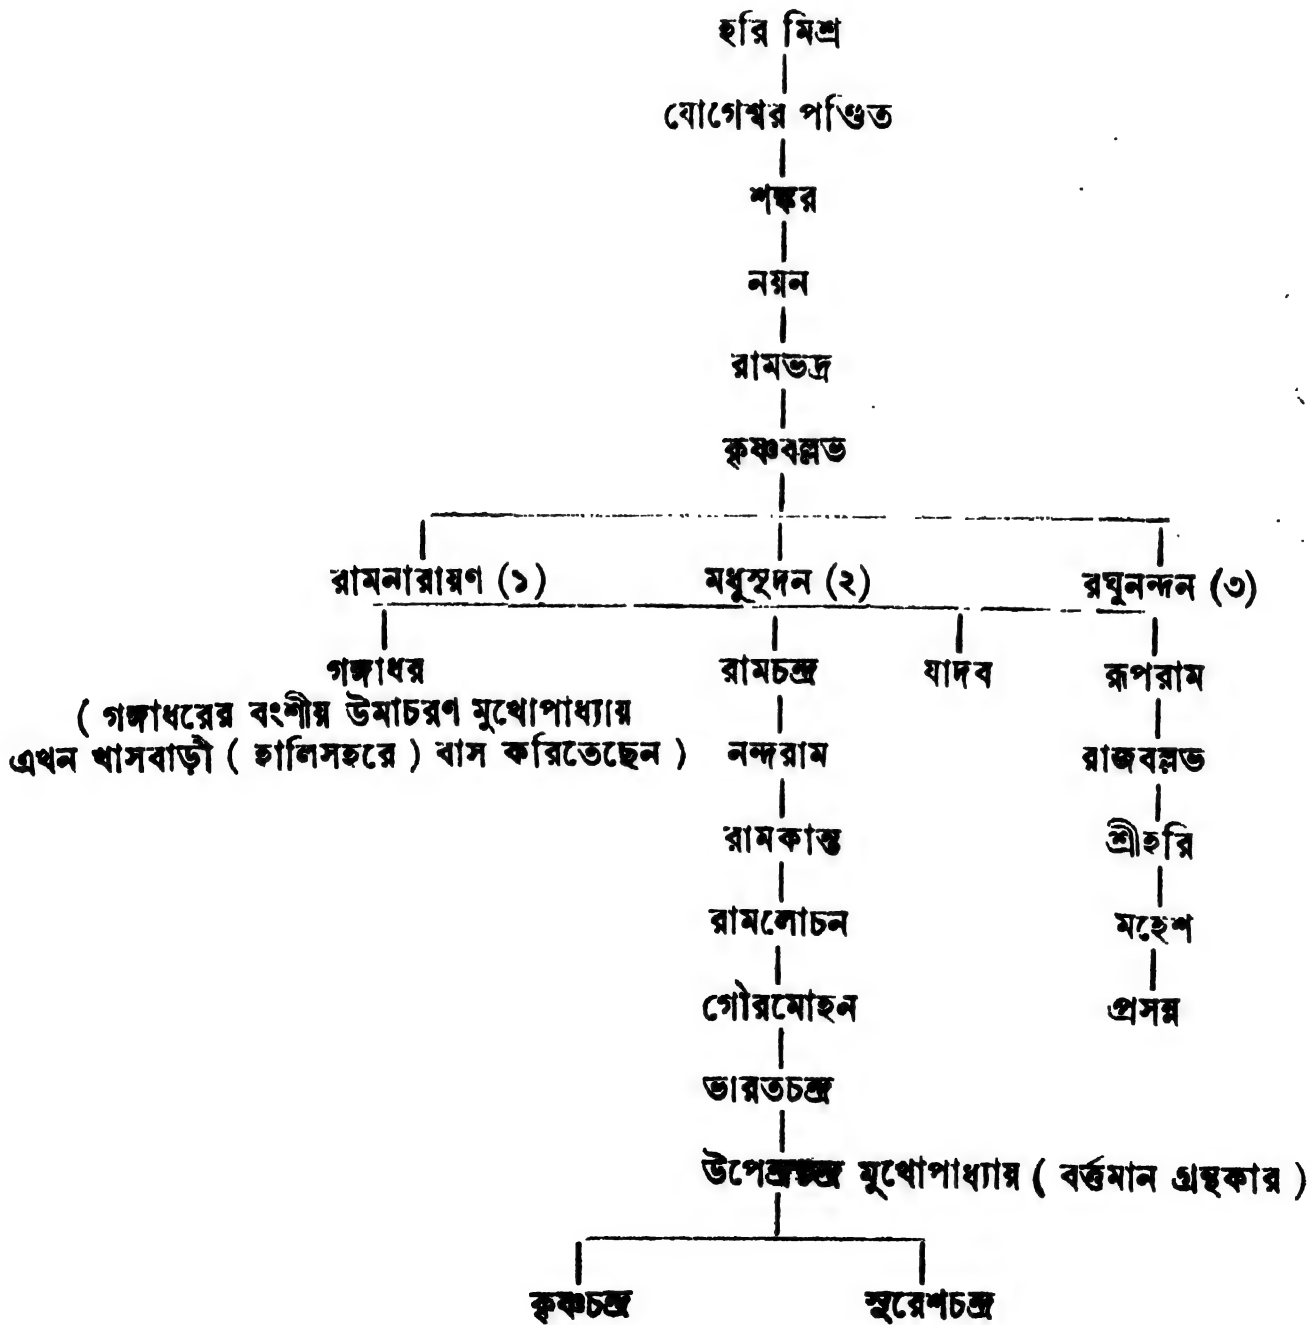 হরি মিশ্র
যোগেশ্বর পণ্ডিত
শঙ্কর
নয়ন
রামভদ্র
কৃষ্ণবল্লভ
রামনারায়ণ (১) মধুসূদন (২) রঘুনন্দন (৩)
গঙ্গাধর রামচন্দ্র যাদব রূপরাম
( গঙ্গাধরের বংশীয় উমাচরণ মুখোপাধ্যায়
এখন খাসবাড়ী ( হালিসহরে ) বাস করিতেছেন ) নন্দরাম রাজবল্লভ
রামকান্ত শ্রীহরি
রামলোচন মহেশ
গৌরমোহন প্রসন্ন
ভারতচন্দ্র
উপেন্দ্রচন্দ্র মুখোপাধ্যায় ( বর্ত্তমান গ্রন্থকার )
কৃষ্ণচন্দ্র সুরেশচন্দ্র